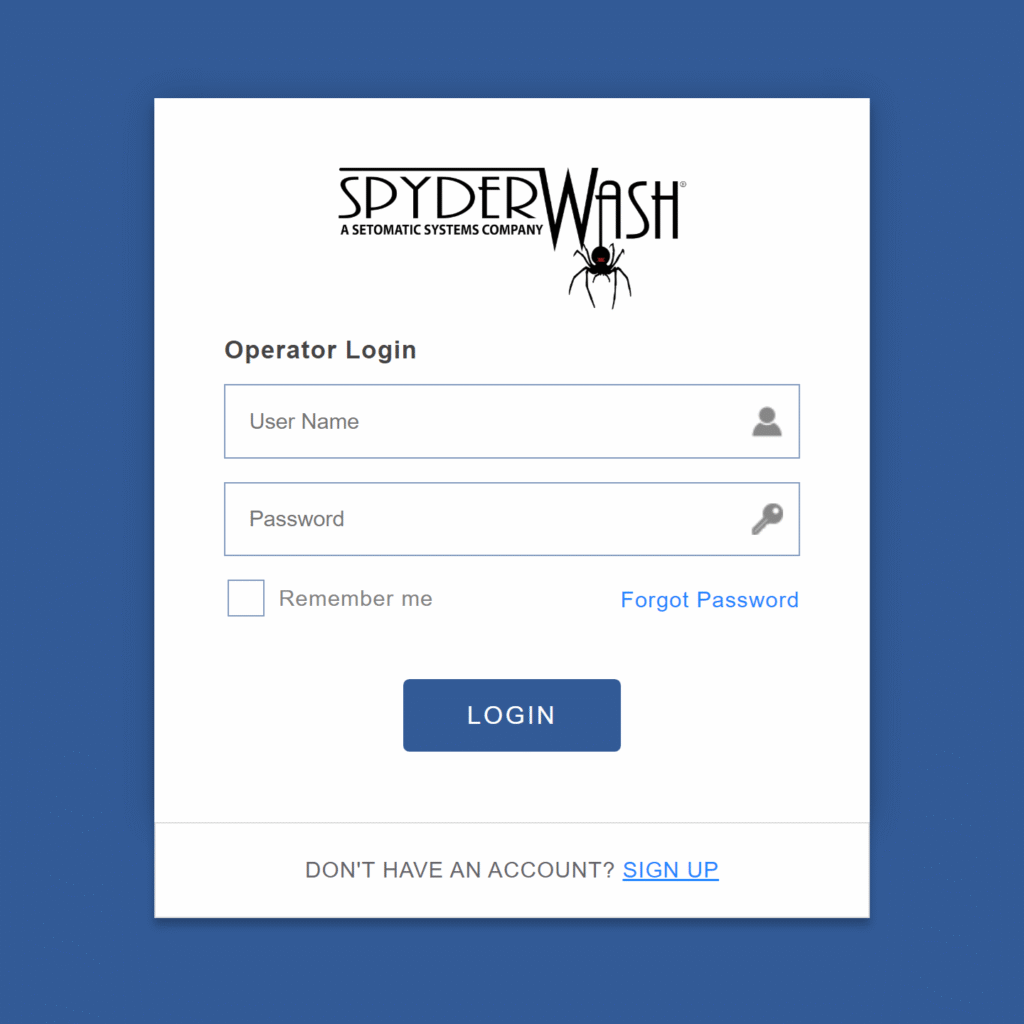 SPYDERWASH®
A SETOMATIC SYSTEMS COMPANY
Operator Login
User Name
Password
Remember me Forgot Password
LOGIN
DON'T HAVE AN ACCOUNT? SIGN UP